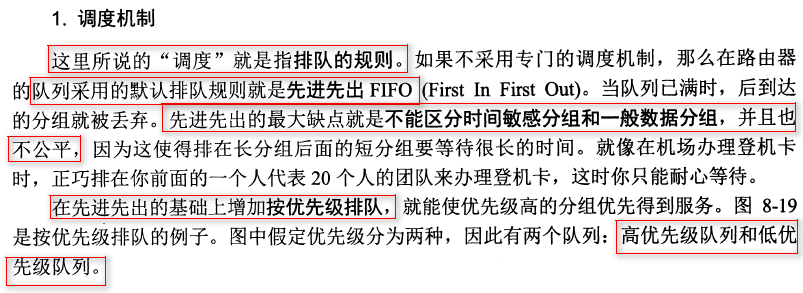 1. 调度机制
这里所说的“调度”就是指排队的规则。如果不采用专门的调度机制，那么在路由器
的队列采用的默认排队规则就是先进先出 FIFO (First In First Out)。当队列已满时，后到达
的分组就被丢弃。先进先出的最大缺点就是不能区分时间敏感分组和一般数据分组，并且也
不公平，因为这使得排在长分组后面的短分组要等待很长的时间。就像在机场办理登机卡
时，正巧排在你前面的一个人代表 20 个人的团队来办理登机卡，这时你只能耐心等待。
在先进先出的基础上增加按优先级排队，就能使优先级高的分组优先得到服务。图 8-19
是按优先级排队的例子。图中假定优先级分为两种，因此有两个队列：高优先级队列和低优
先级队列。